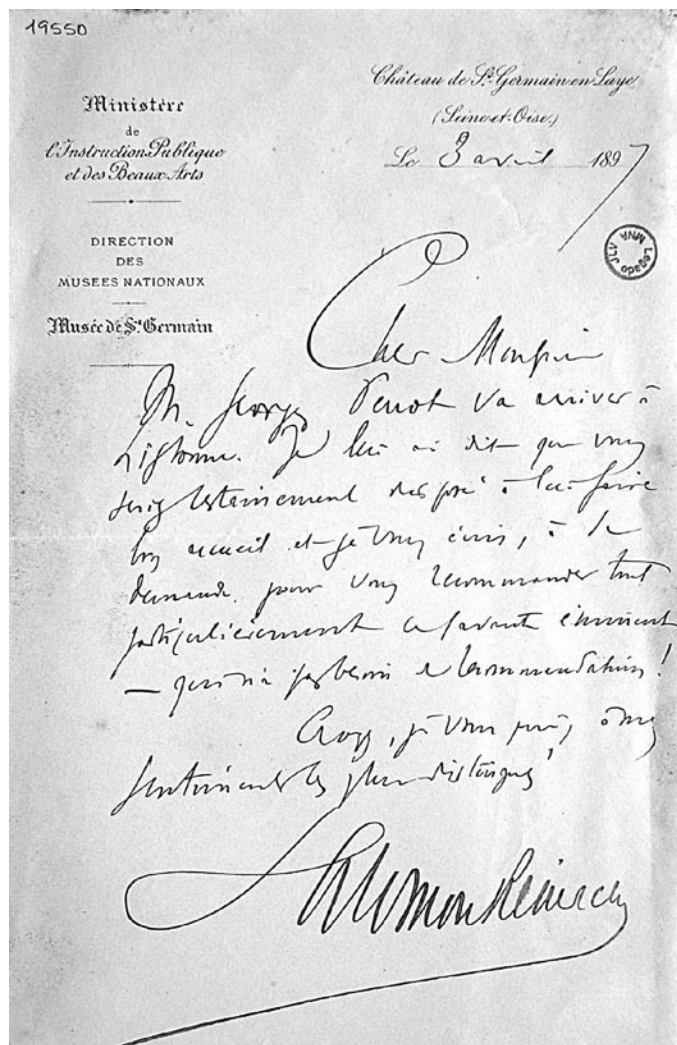 19550
Ministère
de
l'Instruction Publique
et des Beaux Arts
DIRECTION
DES
MUSÉES NATIONAUX
Musée de St Germain
Château de St Germain en Laye
(Seine-et-Oise.)
Le 3 avril 1897
Legado JLV
MNA
Cher Monsieur
M. Georges Perrot va arriver à
Lisbonne. Je lui ai dit que vous
seriez certainement disposé à lui faire
bon accueil et je vous écris, à sa
demande, pour vous recommander tout
particulièrement ce savant éminent
— qui n'a pas besoin de recommandation!
Croyez, je vous prie, à mes
sentiments les plus distingués
Salomon Reinach